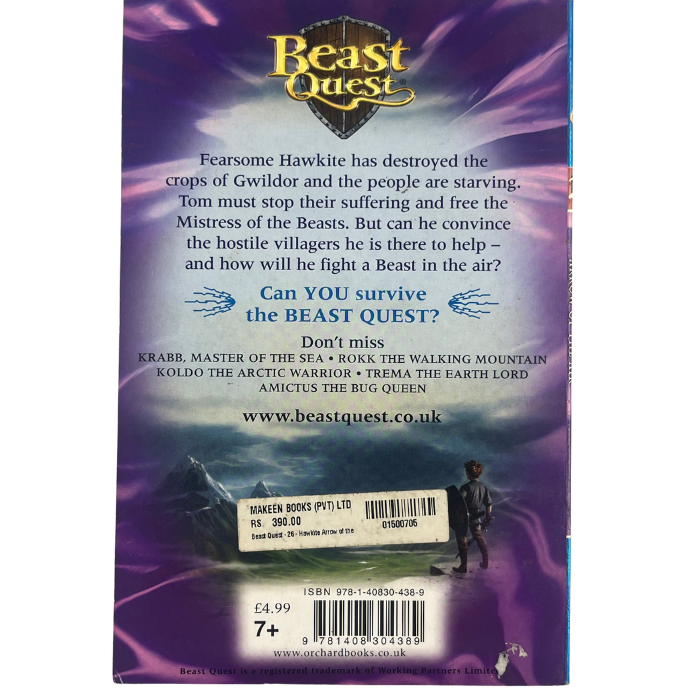 Beast
Quest
Fearsome Hawkite has destroyed the
crops of Gwildor and the people are starving.
Tom must stop their suffering and free the
Mistress of the Beasts. But can he convince
the hostile villagers he is there to help –
and how will he fight a Beast in the air?
Can YOU survive
the BEAST QUEST?
Don't miss
KRABB, MASTER OF THE SEA • ROKK THE WALKING MOUNTAIN
KOLDO THE ARCTIC WARRIOR • TREMA THE EARTH LORD
AMICTUS THE BUG QUEEN
www.beastquest.co.uk
MAKEEN BOOKS (PVT) LTD
RS. 390.00
01500706
Beast Quest - 26 - Hawkite Arrow of the
ISBN 978-1-40830-438-9
£4.99
7+
9 781408 304389
www.orchardbooks.co.uk
Beast Quest is a registered trademark of Working Partners Limite